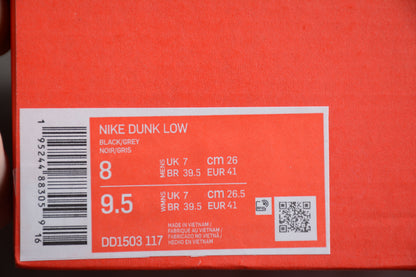 NIKE DUNK LOW
BLACK/GREY
NOIR/GRIS
8 MENS UK 7 cm 26
BR 39.5 EUR 41
9.5 WMNS UK 7 cm 26.5
BR 39.5 EUR 41
DD1503 117
MADE IN VIETNAM /
FABRIQUÉ AU VIETNAM /
FABRICADO NO VIETNÃ /
HECHO EN VIETNAM
1 95244 88305 9 16